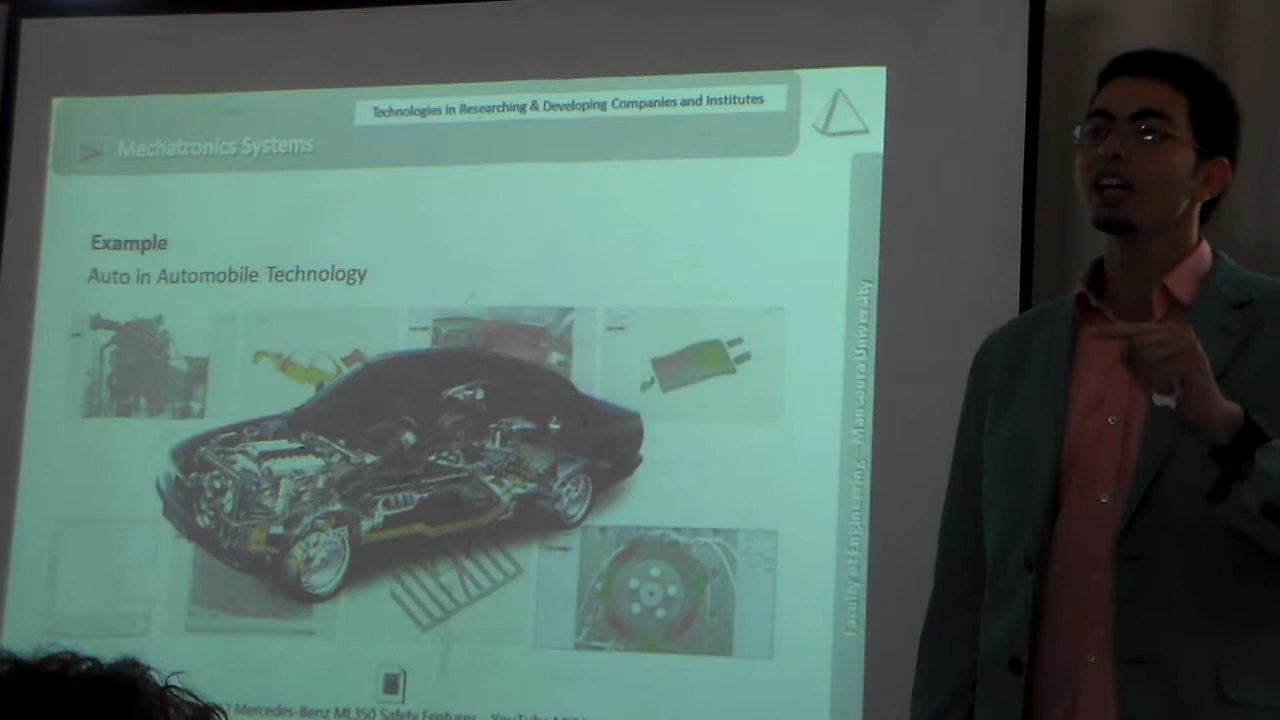 Technologies in Researching & Developing Companies and Institutes
Mechatronics Systems
Example
Auto in Automobile Technology
Faculty of Engineering – Mansoura University
Mercedes-Benz ML350 Safety Features - YouTube